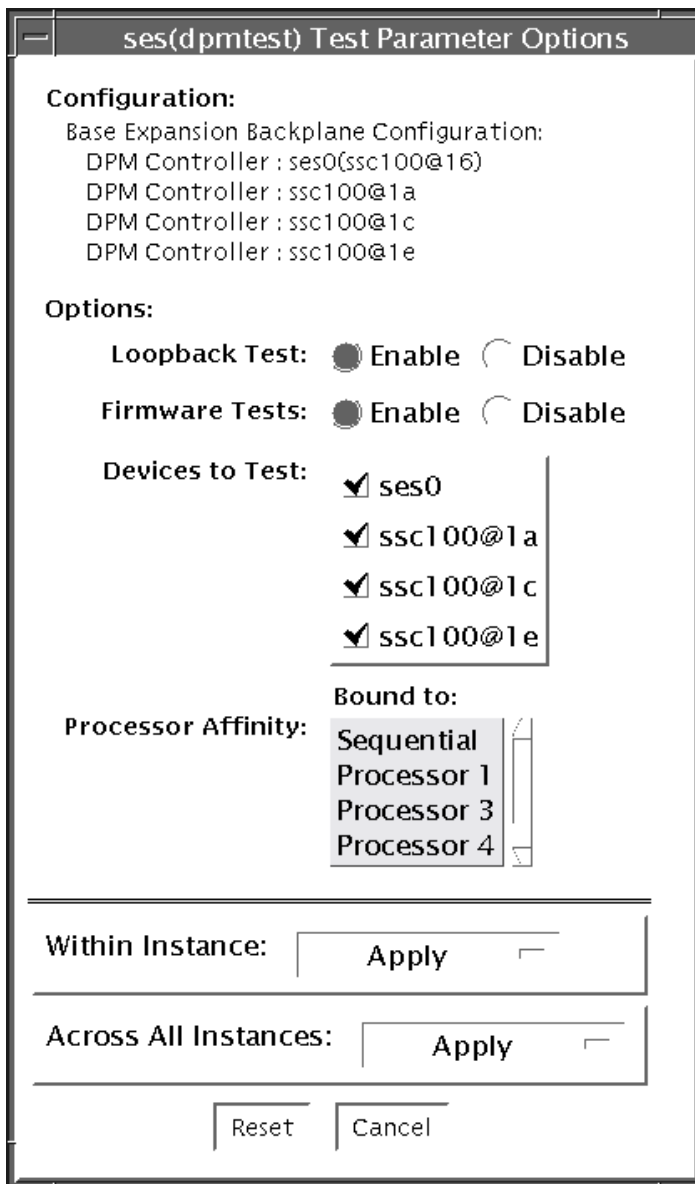 ses(dpmtest) Test Parameter Options
Configuration:
Base Expansion Backplane Configuration:
DPM Controller : ses0(ssc100@16)
DPM Controller : ssc100@1a
DPM Controller : ssc100@1c
DPM Controller : ssc100@1e
Options:
Loopback Test: Enable Disable
Firmware Tests: Enable Disable
Devices to Test: ses0
ssc100@1a
ssc100@1c
ssc100@1e
Bound to:
Processor Affinity: Sequential
Processor 1
Processor 3
Processor 4
Within Instance: Apply
Across All Instances: Apply
Reset Cancel